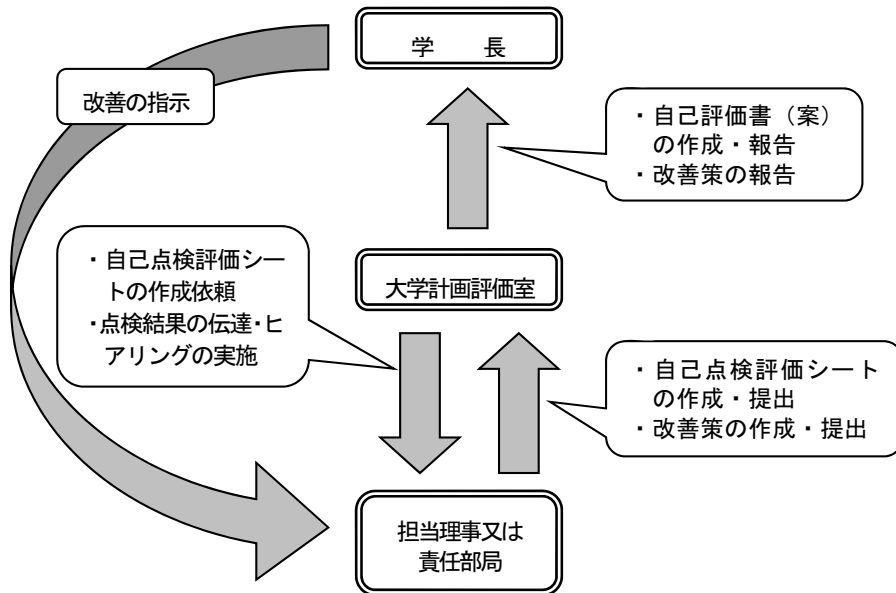 学　　長
改善の指示
・自己評価書（案）
の作成・報告
・改善策の報告
・自己点検評価シー
トの作成依頼
・点検結果の伝達・ヒ
アリングの実施
大学計画評価室
・自己点検評価シート
の作成・提出
・改善策の作成・提出
担当理事又は
責任部局